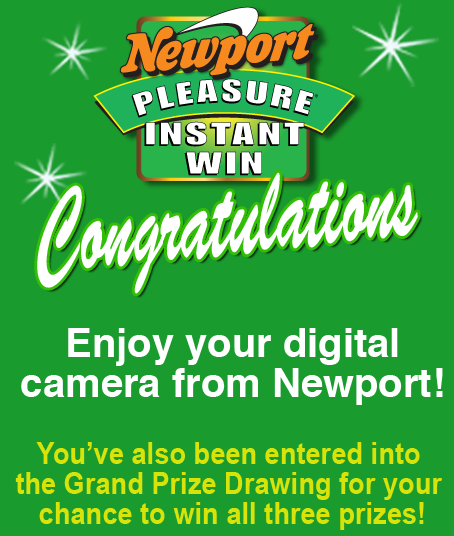 Newport
PLEASURE
INSTANT
WIN
Congratulations
Enjoy your digital
camera from Newport!
You've also been entered into
the Grand Prize Drawing for your
chance to win all three prizes!